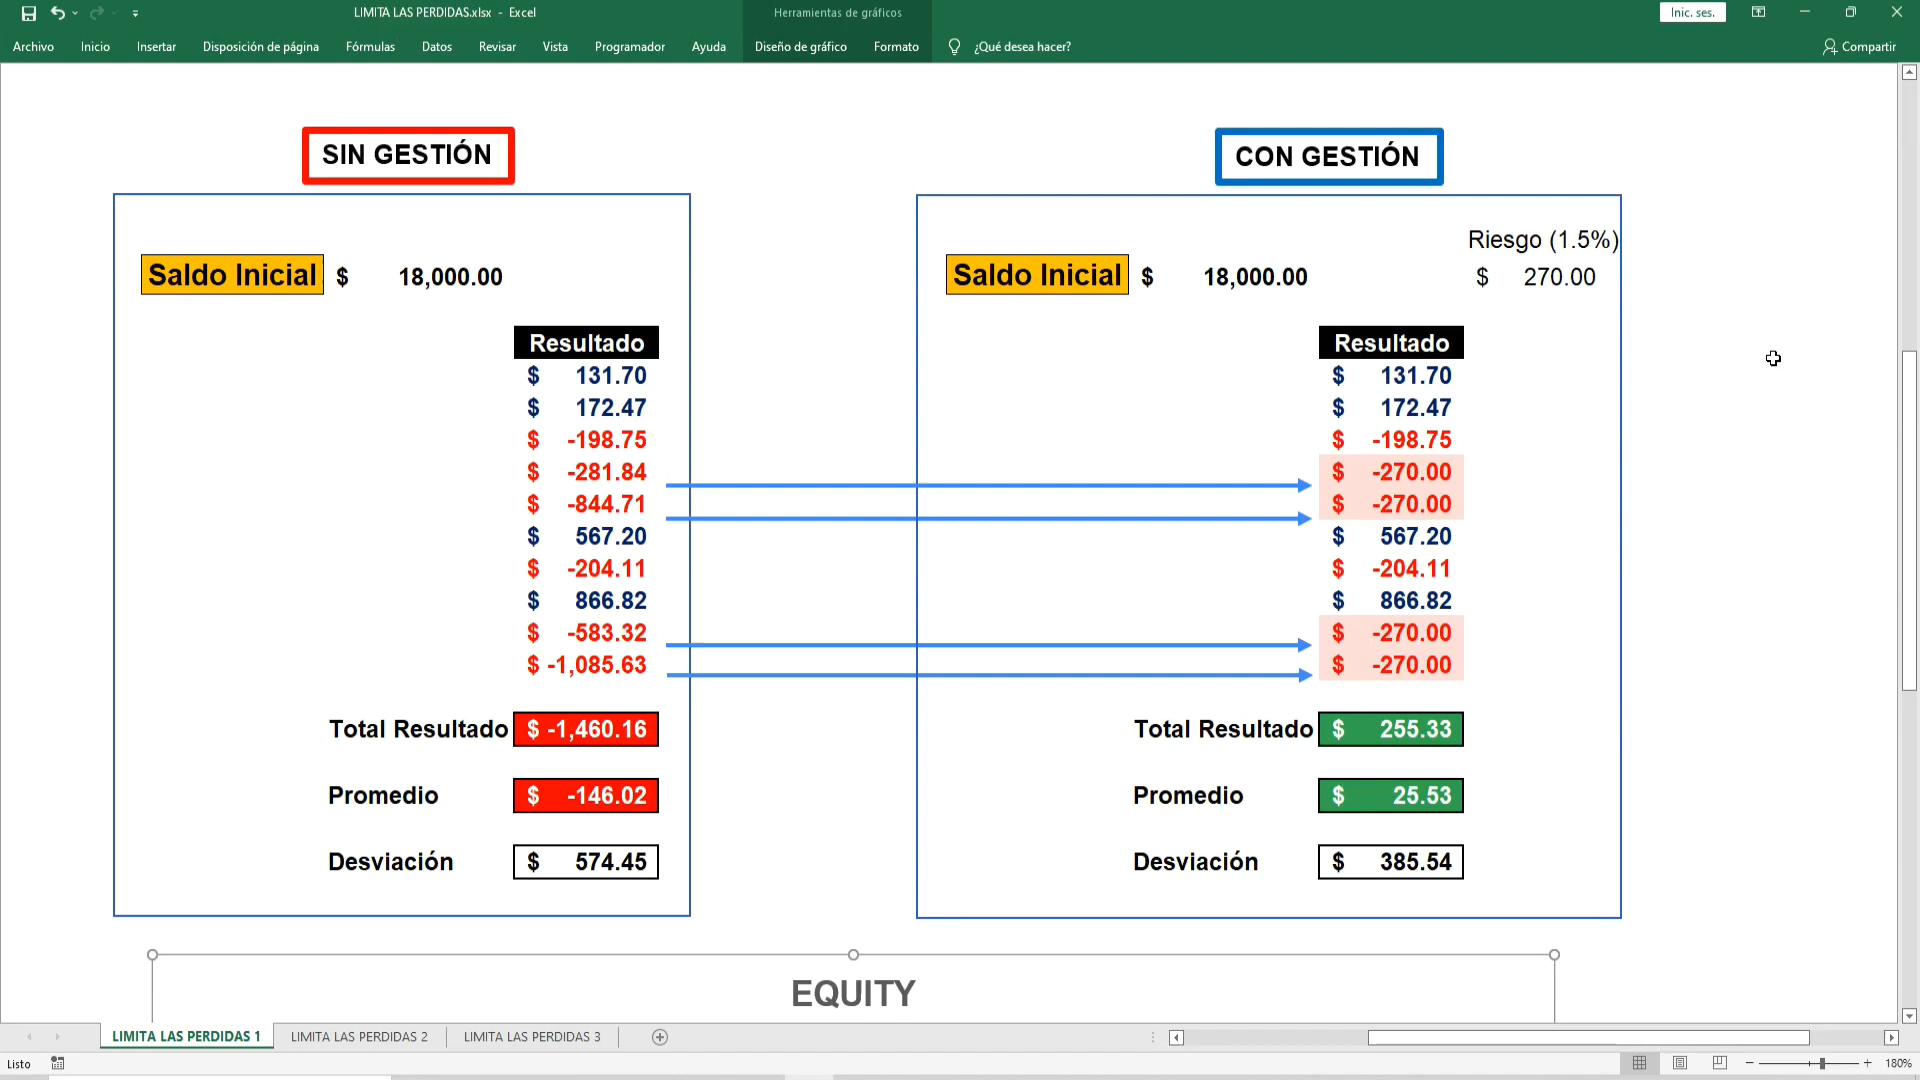 LIMITA LAS PERDIDAS.xlsx - Excel
Herramientas de gráficos
Inic. ses.
Archivo Inicio Insertar Disposición de página Fórmulas Datos Revisar Vista Programador Ayuda Diseño de gráfico Formato ¿Qué desea hacer? Compartir
SIN GESTIÓN
Saldo Inicial $ 18,000.00
Resultado
$ 131.70
$ 172.47
$ -198.75
$ -281.84
$ -844.71
$ 567.20
$ -204.11
$ 866.82
$ -583.32
$ -1,085.63
Total Resultado $ -1,460.16
Promedio $ -146.02
Desviación $ 574.45
CON GESTIÓN
Riesgo (1.5%)
Saldo Inicial $ 18,000.00 $ 270.00
Resultado
$ 131.70
$ 172.47
$ -198.75
$ -270.00
$ -270.00
$ 567.20
$ -204.11
$ 866.82
$ -270.00
$ -270.00
Total Resultado $ 255.33
Promedio $ 25.53
Desviación $ 385.54
EQUITY
LIMITA LAS PERDIDAS 1 LIMITA LAS PERDIDAS 2 LIMITA LAS PERDIDAS 3
Listo
180%